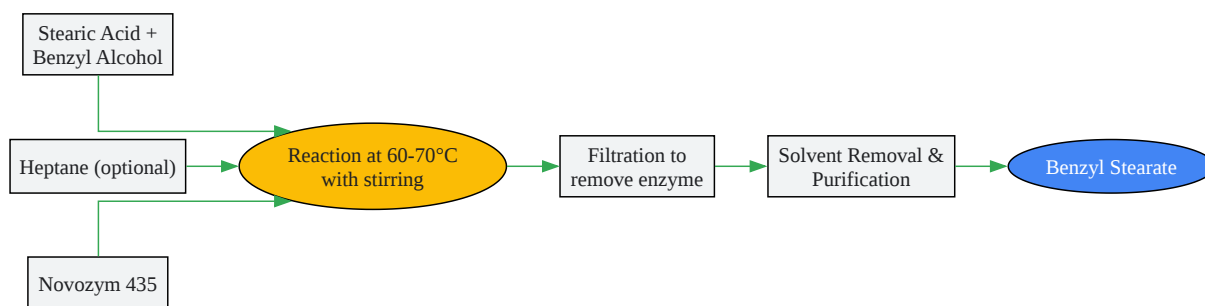 Stearic Acid +
Benzyl Alcohol
Heptane (optional)
Novozym 435
Reaction at 60-70°C
with stirring
Filtration to
remove enzyme
Solvent Removal &
Purification
Benzyl Stearate